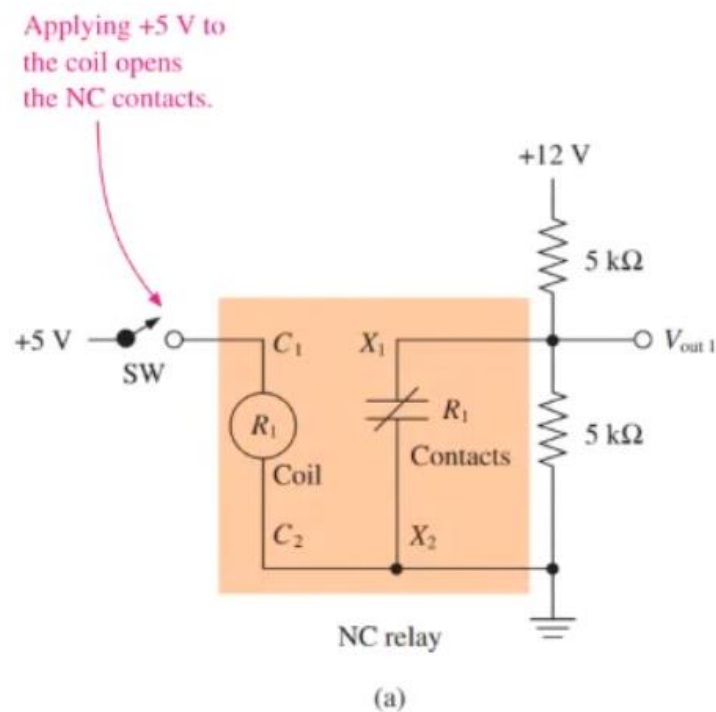 Applying +5 V to
the coil opens
the NC contacts.
+12 V
5 kΩ
+5 V
SW
C₁
X₁
V_out 1
R₁
R₁
5 kΩ
Contacts
Coil
C₂
X₂
NC relay
(a)